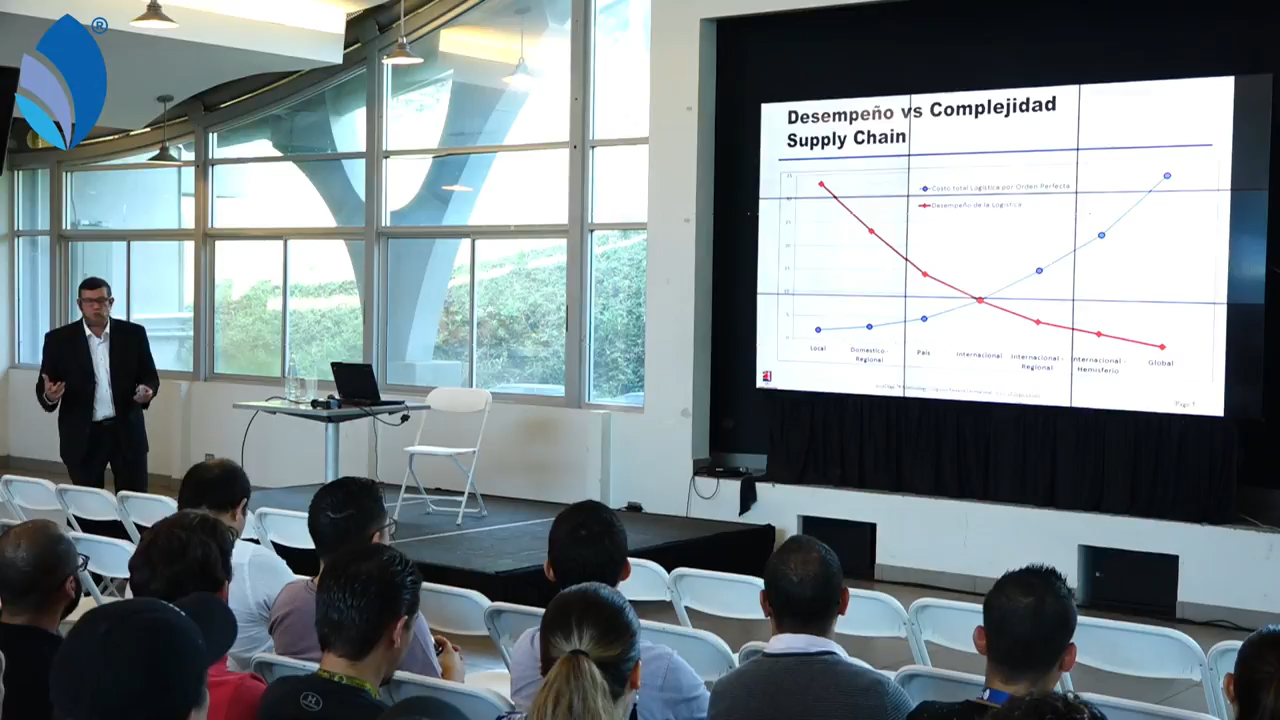 ®
Desempeño vs Complejidad
Supply Chain
Costo total Logística por Orden Perfecta
Desempeño de la Logística
Local
Domestico -
Regional
País
Internacional
Internacional -
Regional
Internacional -
Hemisferio
Global